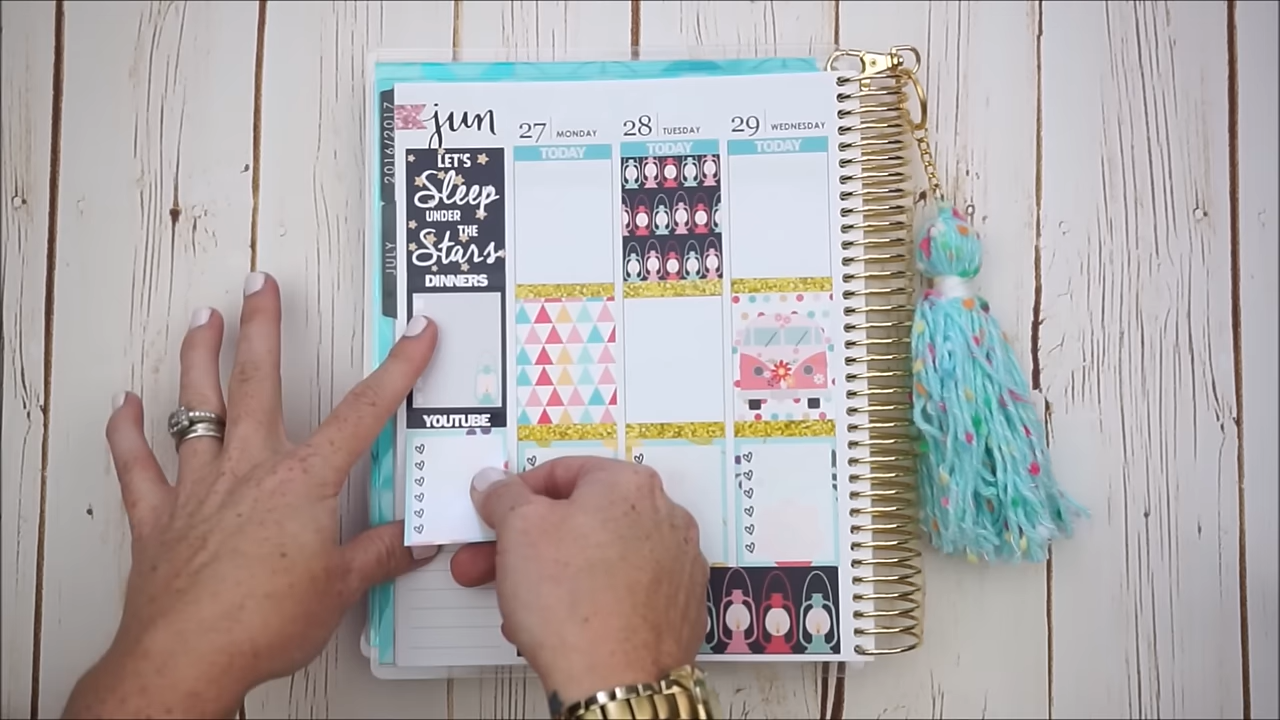 2016/2017
JULY
jun
27 MONDAY
28 TUESDAY
29 WEDNESDAY
TODAY
TODAY
TODAY
LET'S
Sleep
UNDER
THE
Stars
DINNERS
YOUTUBE